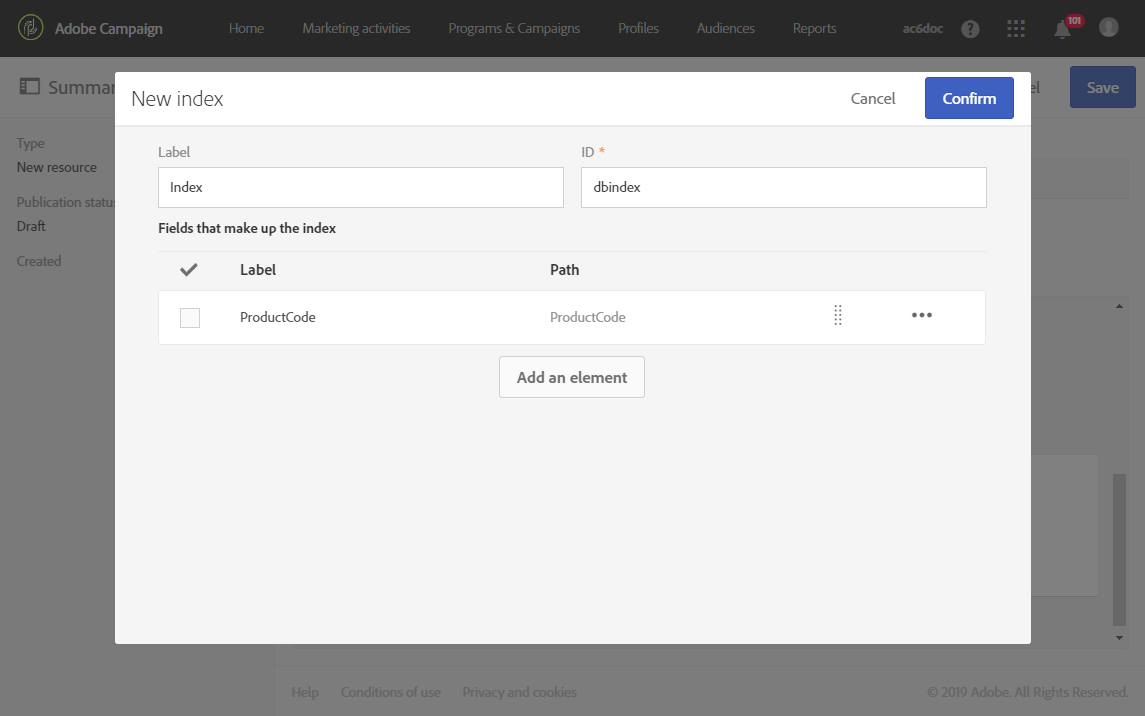 Adobe Campaign Home Marketing activities Programs & Campaigns Profiles Audiences Reports ac6doc ? 101
Summar
el Save
New index Cancel Confirm
Type
New resource
Publication status
Draft
Created
Label ID *
Index dbindex
Fields that make up the index
Label Path
ProductCode ProductCode
Add an element
Help Conditions of use Privacy and cookies © 2019 Adobe. All Rights Reserved.